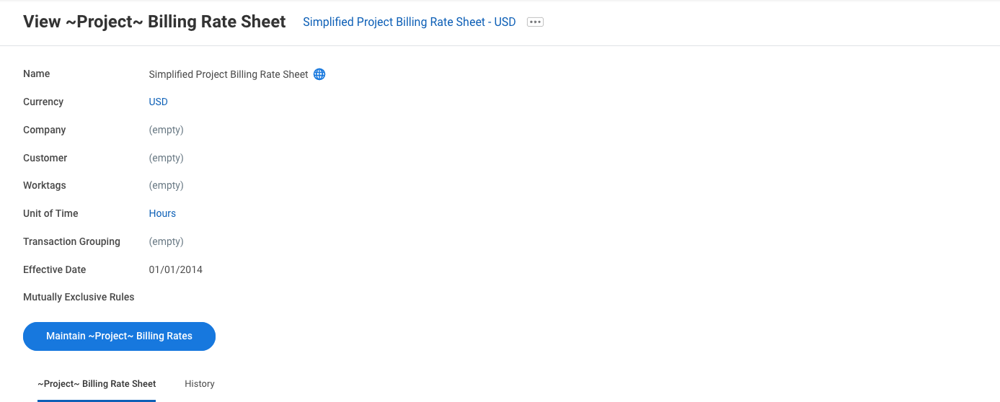 View ~Project~ Billing Rate Sheet Simplified Project Billing Rate Sheet - USD
Name Simplified Project Billing Rate Sheet
Currency USD
Company (empty)
Customer (empty)
Worktags (empty)
Unit of Time Hours
Transaction Grouping (empty)
Effective Date 01/01/2014
Mutually Exclusive Rules
Maintain ~Project~ Billing Rates
~Project~ Billing Rate Sheet History